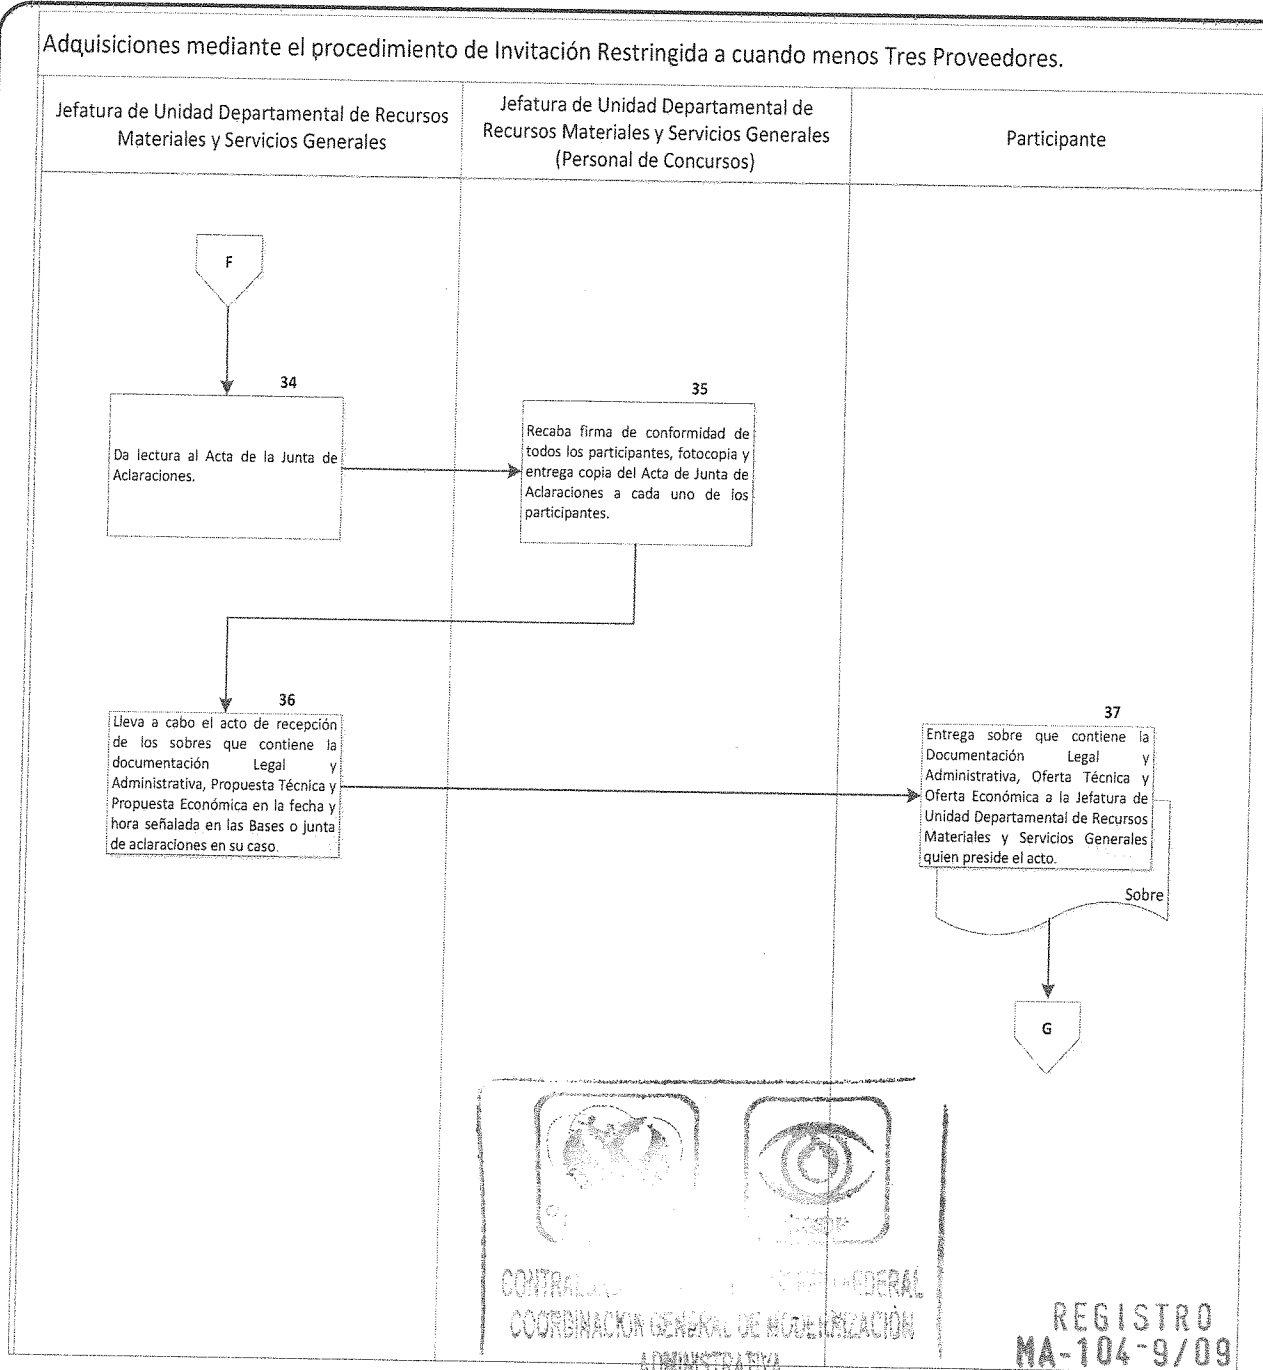 Adquisiciones mediante el procedimiento de Invitación Restringida a cuando menos Tres Proveedores.
Jefatura de Unidad Departamental de Recursos
Materiales y Servicios Generales
Jefatura de Unidad Departamental de
Recursos Materiales y Servicios Generales
(Personal de Concursos)
Participante
F
34
Da lectura al Acta de la Junta de
Aclaraciones.
35
Recaba firma de conformidad de
todos los participantes, fotocopia y
entrega copia del Acta de Junta de
Aclaraciones a cada uno de los
participantes.
36
Lleva a cabo el acto de recepción
de los sobres que contiene la
documentación Legal y
Administrativa, Propuesta Técnica y
Propuesta Económica en la fecha y
hora señalada en las Bases o junta
de aclaraciones en su caso.
37
Entrega sobre que contiene la
Documentación Legal y
Administrativa, Oferta Técnica y
Oferta Económica a la Jefatura de
Unidad Departamental de Recursos
Materiales y Servicios Generales
quien preside el acto.
Sobre
G
COORDINACIÓN GENERAL DE MODERNIZACIÓN
ADMINISTRATIVA
REGISTRO
MA-104-9/09